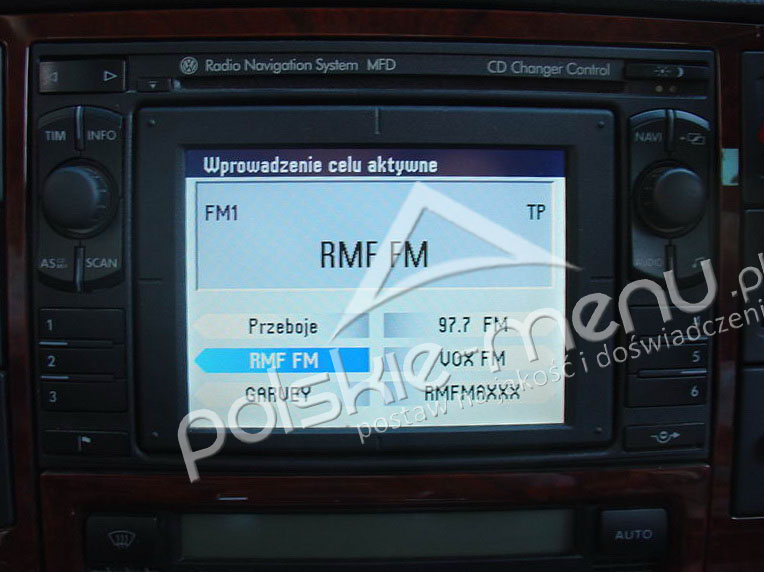 Radio Navigation System MFD
CD Changer Control
TIM
INFO
NAVI
AS
SCAN
AUDIO
Wprowadzenie celu aktywne
FM1
TP
RMF FM
Przeboje
97.7 FM
RMF FM
VOX FM
GARVEY
RMFMAXXX
1
2
3
5
6
AUTO
polskie-menu.pl
postaw na jakość i doświadczeni